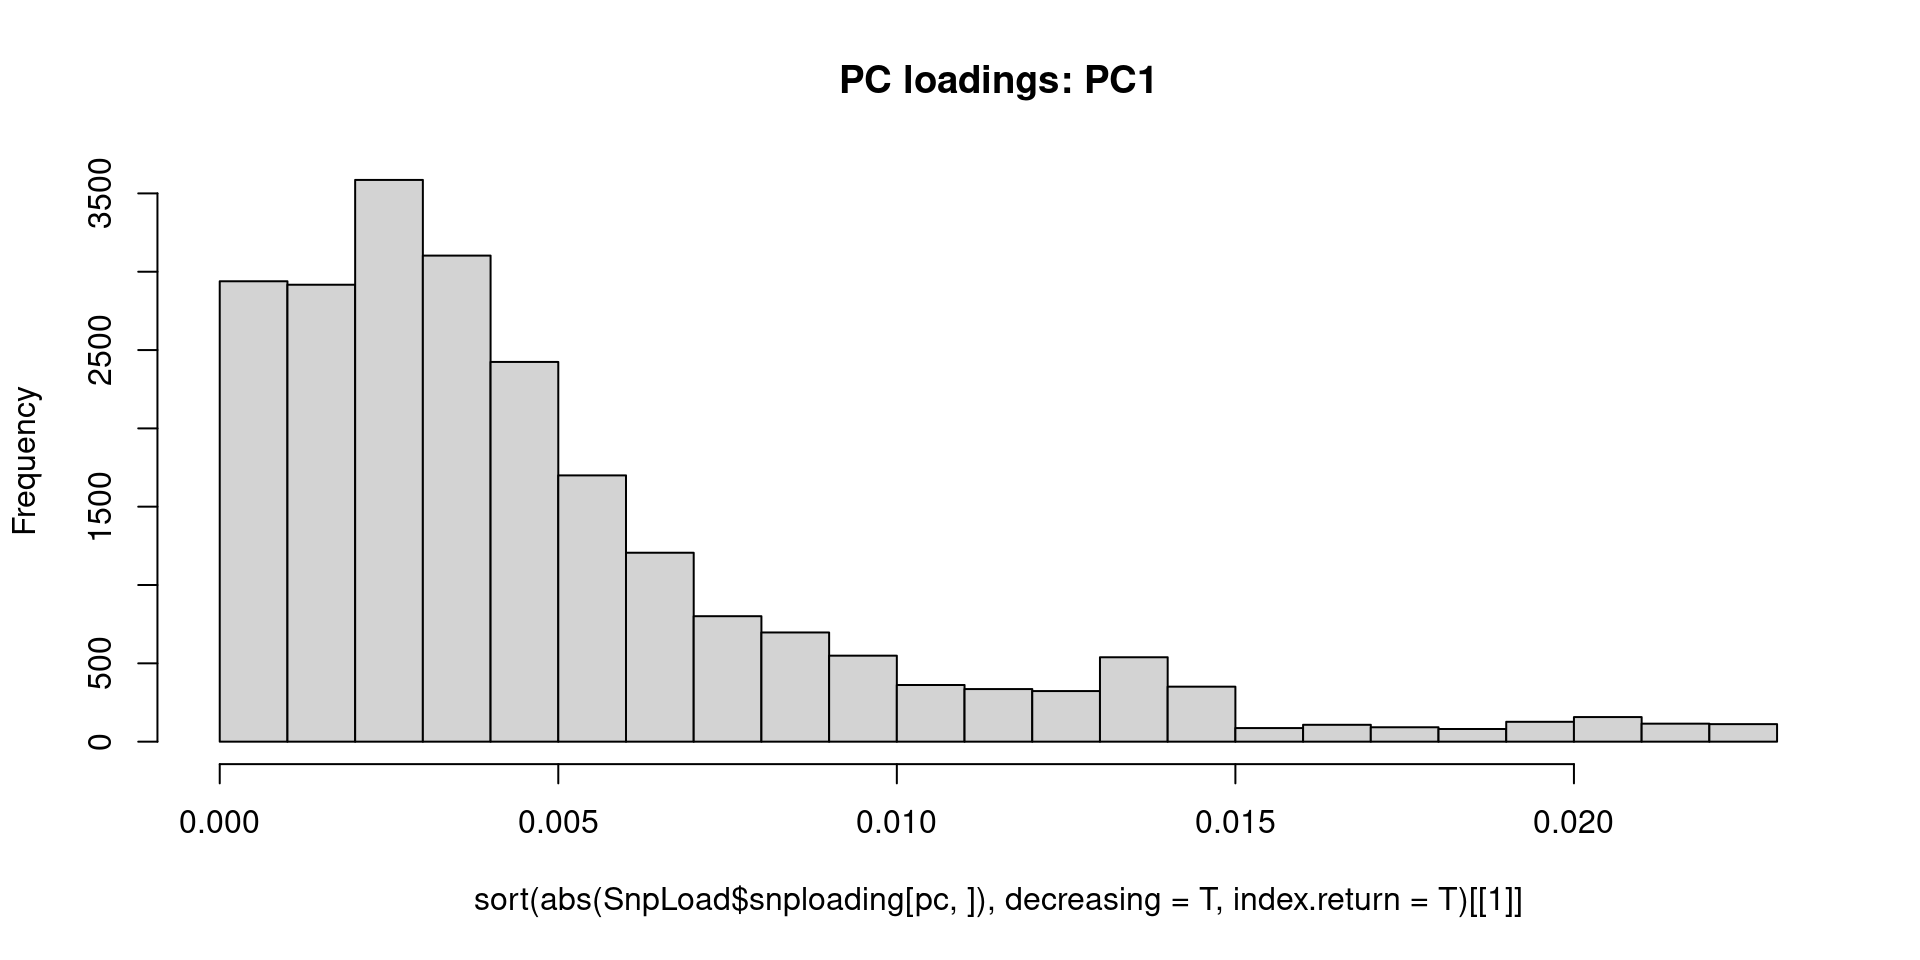 PC loadings: PC1
Frequency
3500
2500
1500
500
0
0.000 0.005 0.010 0.015 0.020
sort(abs(SnpLoad$snploading[pc, ]), decreasing = T, index.return = T)[[1]]